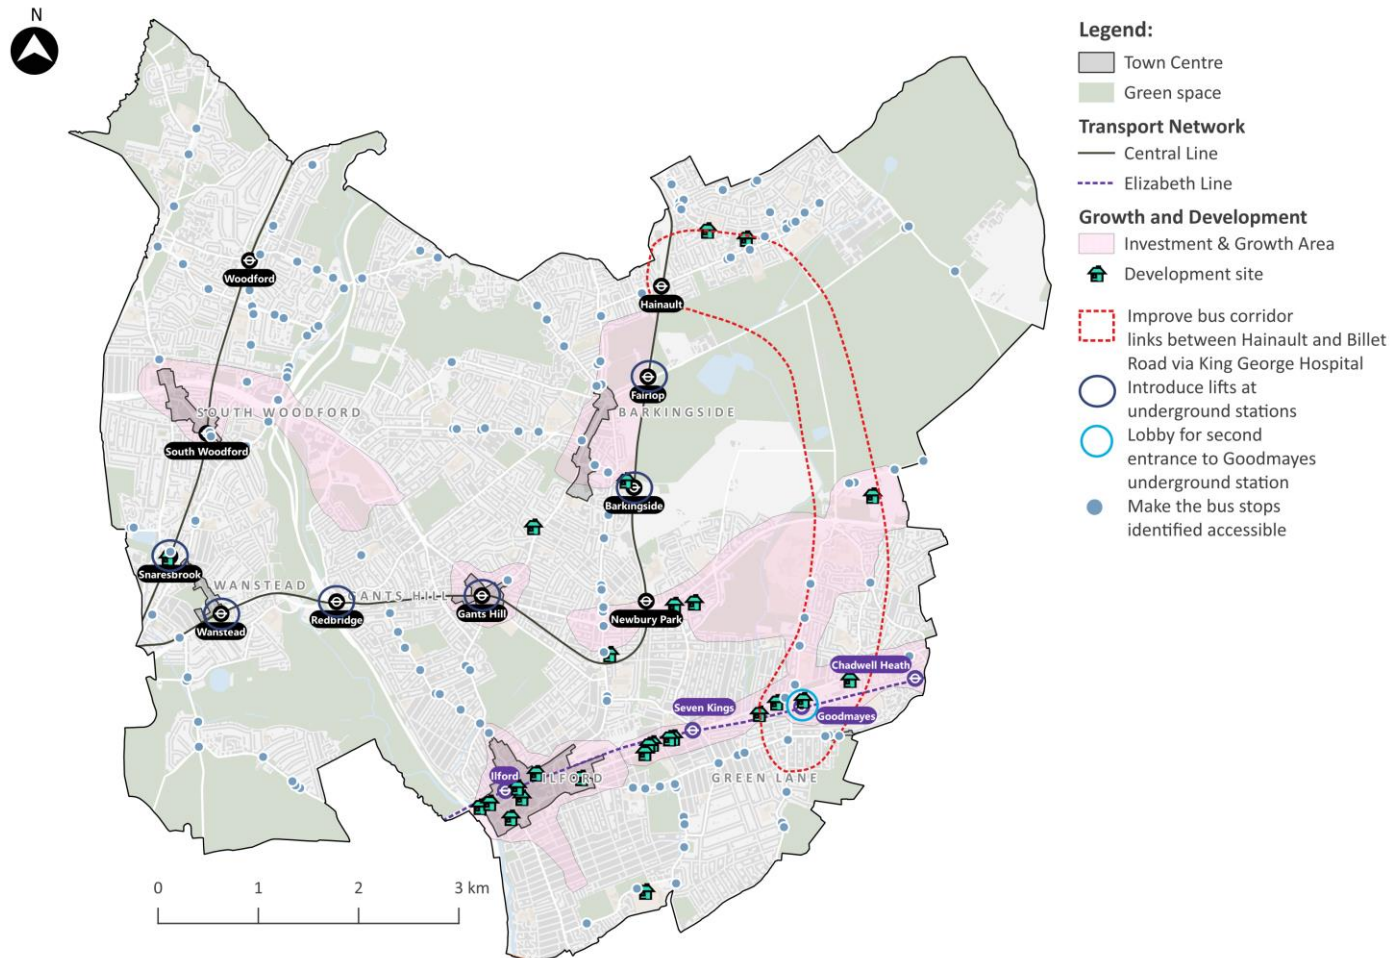 N
Legend:
Town Centre
Green space
Transport Network
Central Line
Elizabeth Line
Growth and Development
Investment & Growth Area
Development site
Improve bus corridor
links between Hainault and Billet
Road via King George Hospital
Introduce lifts at
underground stations
Lobby for second
entrance to Goodmayes
underground station
Make the bus stops
identified accessible
Woodford
Hainault
Fairlop
SOUTH WOODFORD
BARKINGSIDE
South Woodford
Barkingside
Snaresbrook
WANSTEAD
GANTS HILL
Wanstead
Redbridge
Gants Hill
Newbury Park
Chadwell Heath
Seven Kings
Goodmayes
Ilford
ILFORD
GREEN LANE
0 1 2 3 km